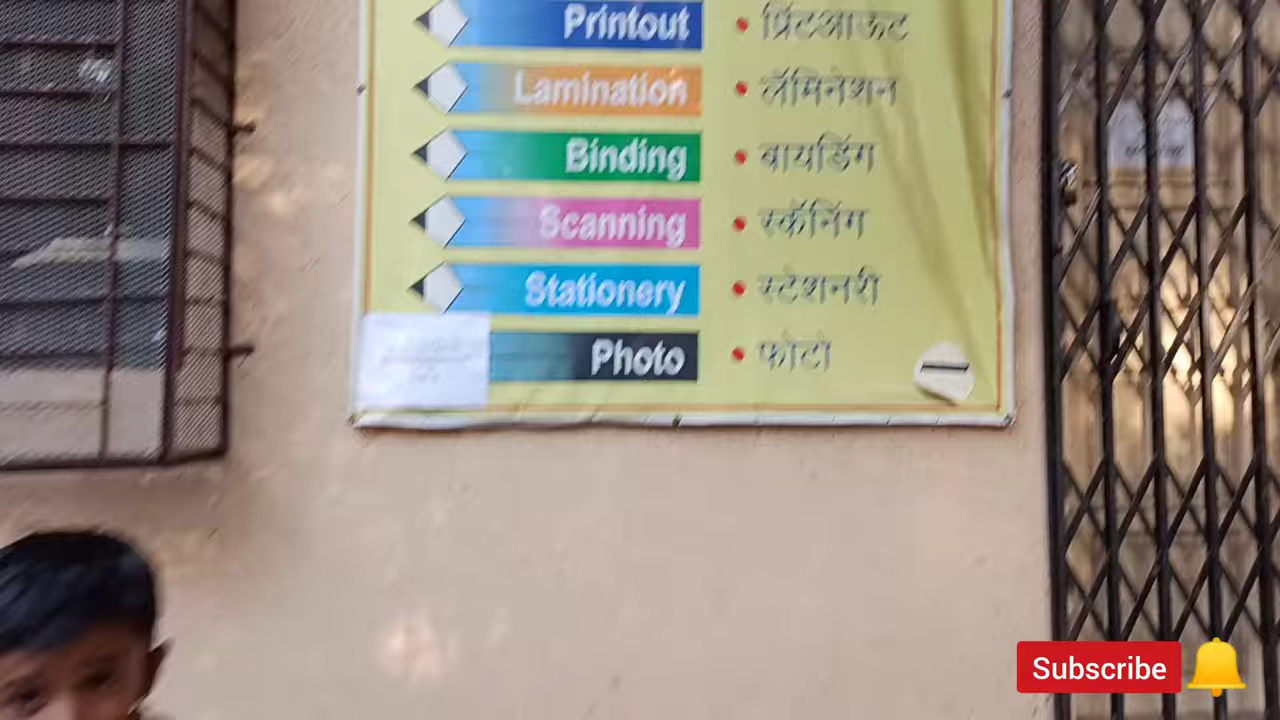 Printout • प्रिंटआऊट
Lamination • लॅमिनेशन
Binding • बायडिंग
Scanning • स्कॅनिंग
Stationery • स्टेशनरी
Photo • फोटो
Subscribe